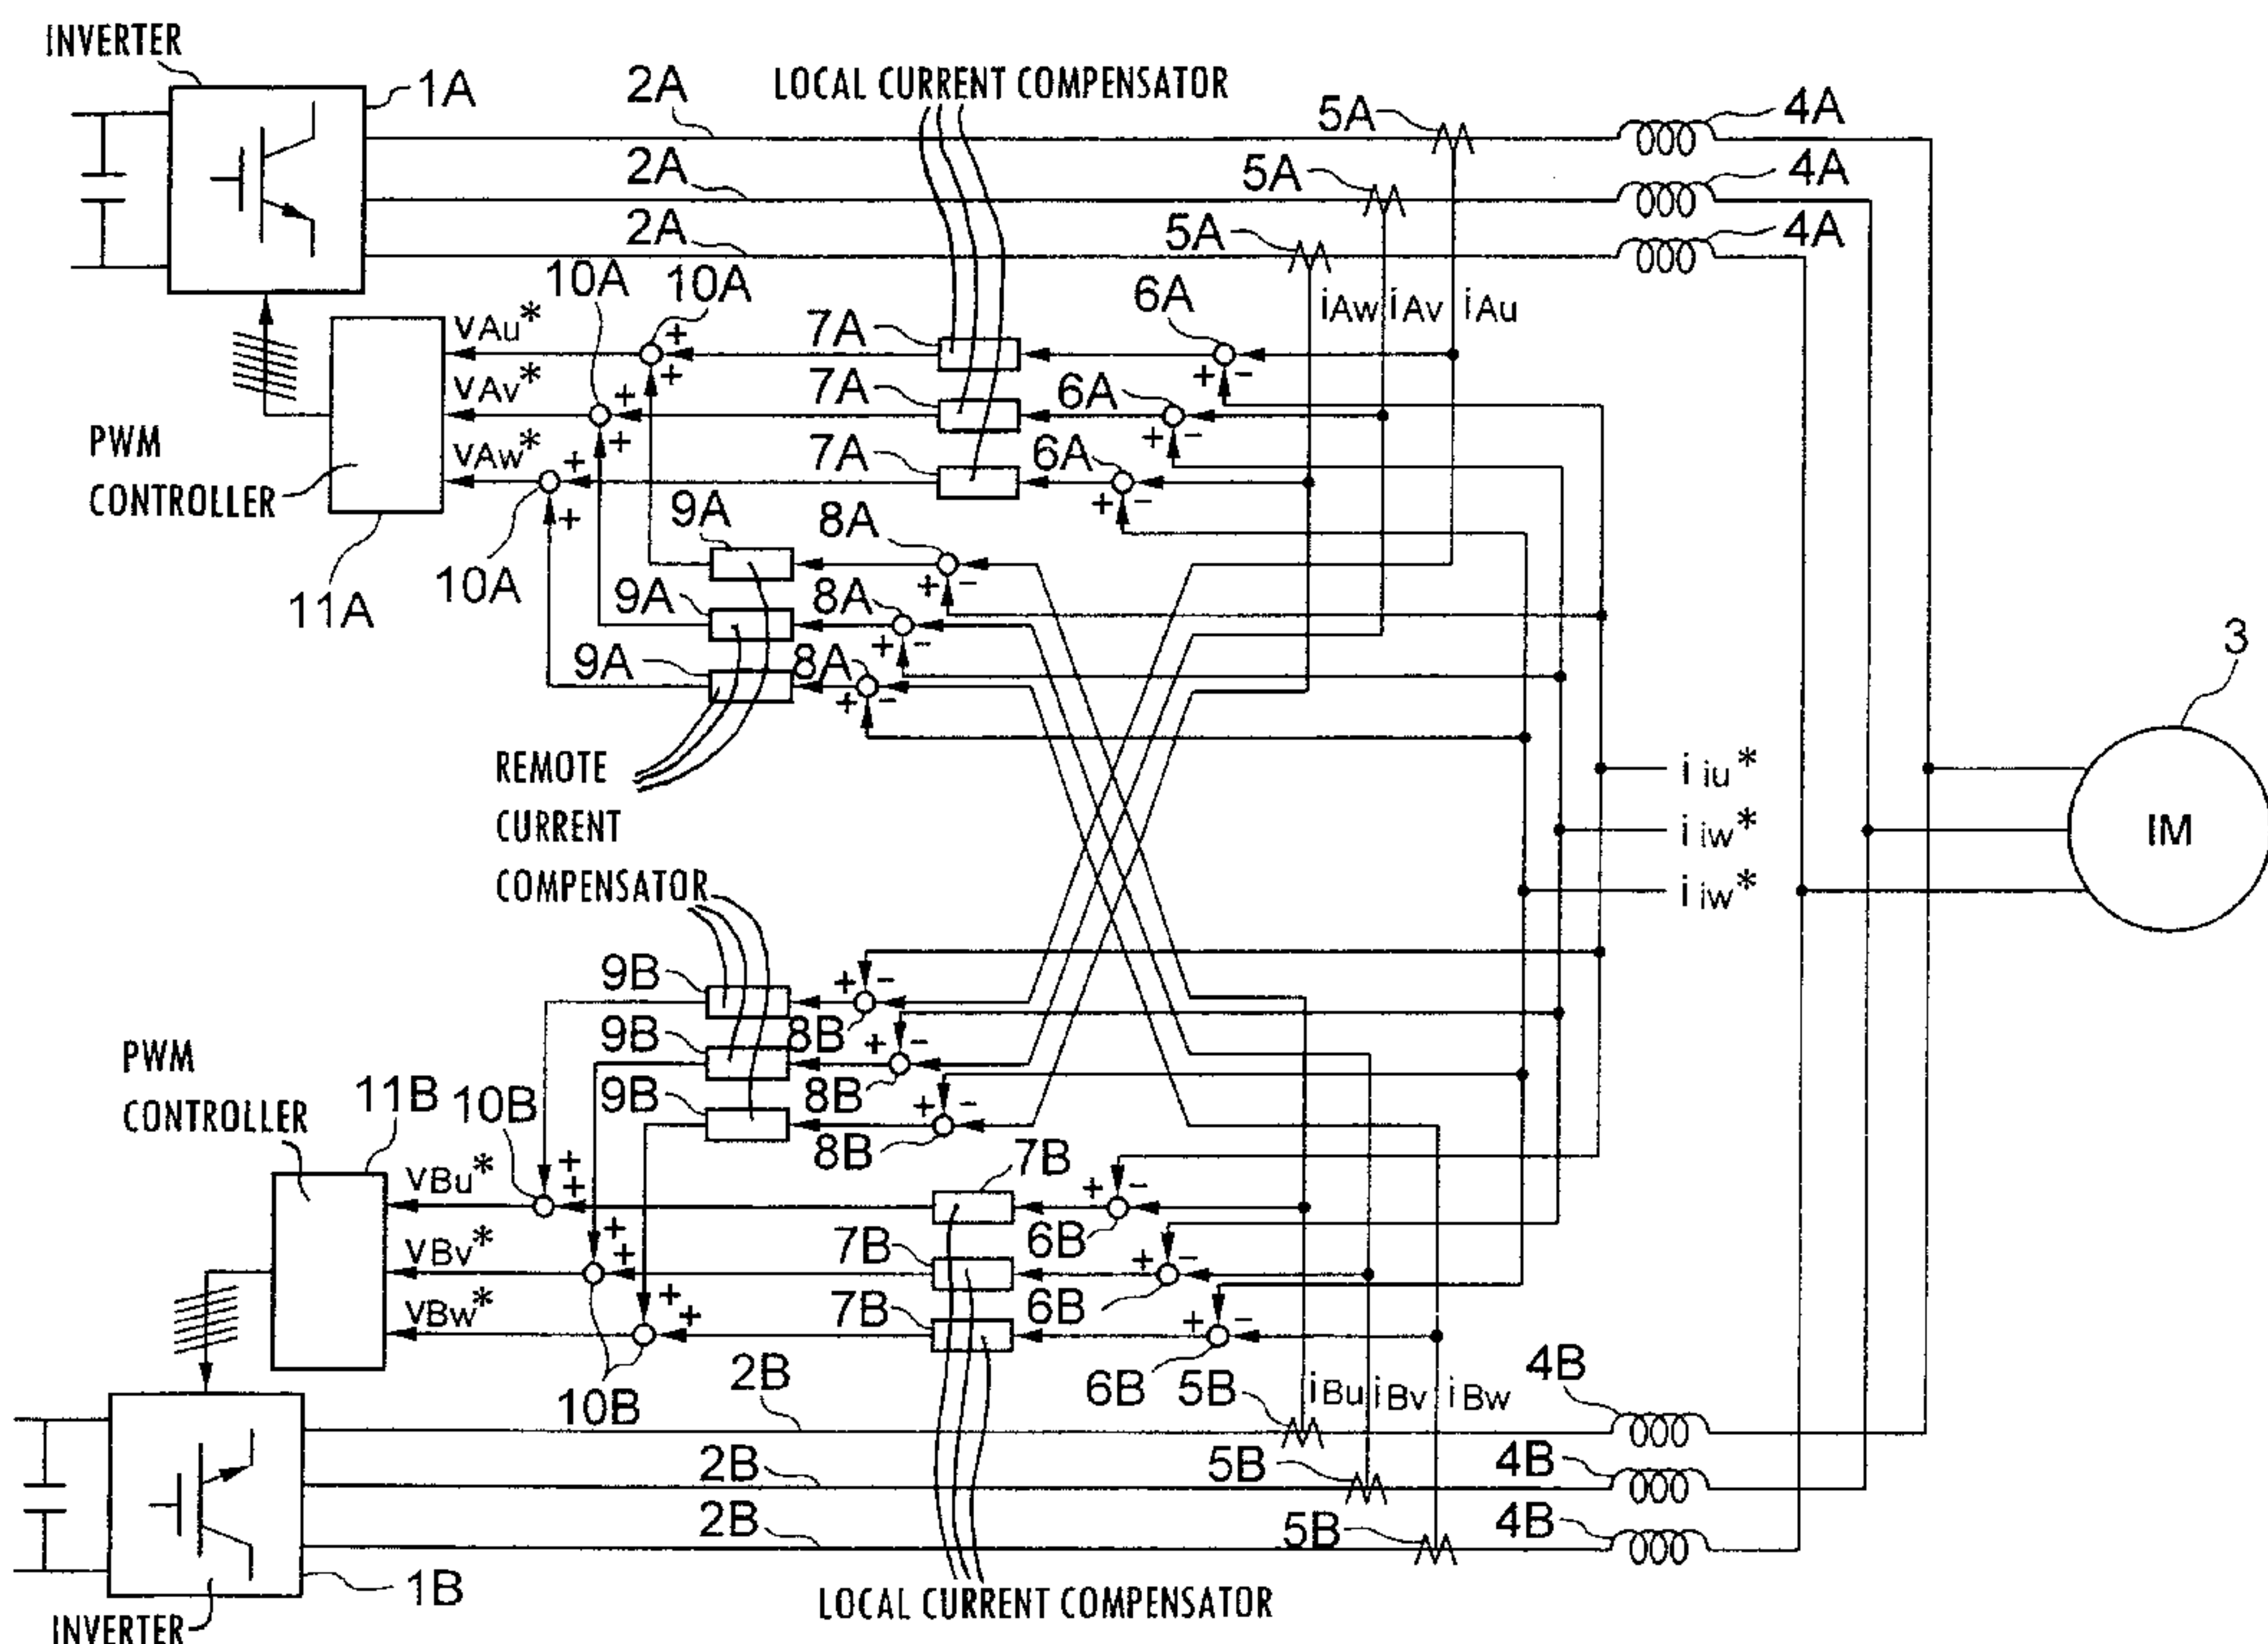 INVERTER
1A
2A
LOCAL CURRENT COMPENSATOR
5A
4A
2A
5A
4A
2A
5A
4A
10A
10A
6A
iAw
iAv
iAu
vAu*
+
+
7A
+
-
vAv*
+
+
7A
6A
+
-
PWM
CONTROLLER
vAw*
+
+
7A
6A
+
-
11A
10A
9A
8A
+
-
9A
8A
+
-
9A
8A
+
-
3
REMOTE
CURRENT
COMPENSATOR
i iu*
i iw*
i iw*
IM
9B
+
-
8B
9B
+
-
8B
9B
+
-
8B
PWM
CONTROLLER
11B
10B
vBu*
+
+
7B
+
-
6B
vBv*
+
+
7B
+
-
6B
vBw*
+
+
7B
+
-
6B
10B
2B
5B
iBu
iBv
iBw
4B
2B
5B
4B
2B
5B
4B
1B
INVERTER
LOCAL CURRENT COMPENSATOR